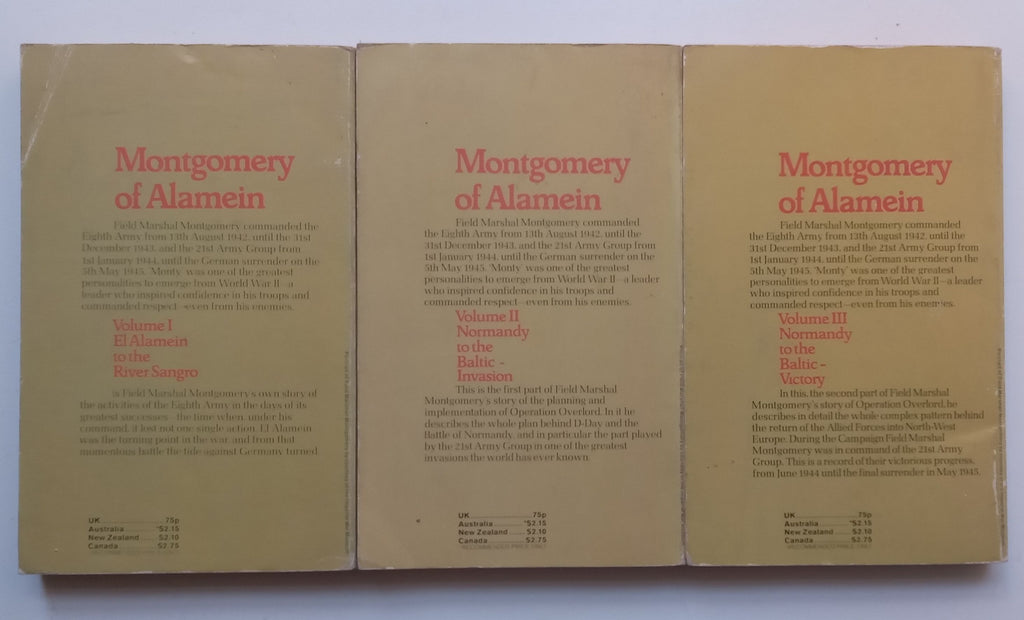 Montgomery
of Alamein
Field Marshal Montgomery commanded the
Eighth Army from 13th August 1942, until the 31st
December 1943, and the 21st Army Group from
1st January 1944, until the German surrender on the
5th May 1945. 'Monty' was one of the greatest
personalities to emerge from World War II—a
leader who inspired confidence in his troops and
commanded respect—even from his enemies.
Volume I
El Alamein
to the
River Sangro
is Field Marshal Montgomery's own story of
the activities of the Eighth Army in the days of its
greatest successes—the time when, under his
command, it lost not one single action. El Alamein
was the turning point in the war, and from that
momentous battle the tide against Germany turned.
UK 75p
Australia *$2.15
New Zealand $2.10
Canada $2.75
Montgomery
of Alamein
Field Marshal Montgomery commanded
the Eighth Army from 13th August 1942, until the
31st December 1943, and the 21st Army Group from
1st January 1944, until the German surrender on the
5th May 1945. 'Monty' was one of the greatest
personalities to emerge from World War II—a leader
who inspired confidence in his troops and
commanded respect—even from his enemies.
Volume II
Normandy
to the
Baltic -
Invasion
This is the first part of Field Marshal
Montgomery's story of the planning and
implementation of Operation Overlord. In it he
describes the whole plan behind D-Day and the
Battle of Normandy, and in particular the part played
by the 21st Army Group in one of the greatest
invasions the world has ever known.
UK 75p
Australia *$2.15
New Zealand $2.10
Canada $2.75
RECOMMENDED PRICE ONLY
Montgomery
of Alamein
Field Marshal Montgomery commanded
the Eighth Army from 13th August 1942, until the
31st December 1943, and the 21st Army Group from
1st January 1944, until the German surrender on the
5th May 1945. 'Monty' was one of the greatest
personalities to emerge from World War II—a leader
who inspired confidence in his troops and
commanded respect—even from his enemies.
Volume III
Normandy
to the
Baltic -
Victory
In this, the second part of Field Marshal
Montgomery's story of Operation Overlord, he
describes in detail the whole complex pattern behind
the return of the Allied Forces into North-West
Europe. During the Campaign Field Marshal
Montgomery was in command of the 21st Army
Group. This is a record of their victorious progress,
from June 1944 until the final surrender in May 1945.
UK 75p
Australia *$2.15
New Zealand $2.10
Canada $2.75
RECOMMENDED PRICE ONLY